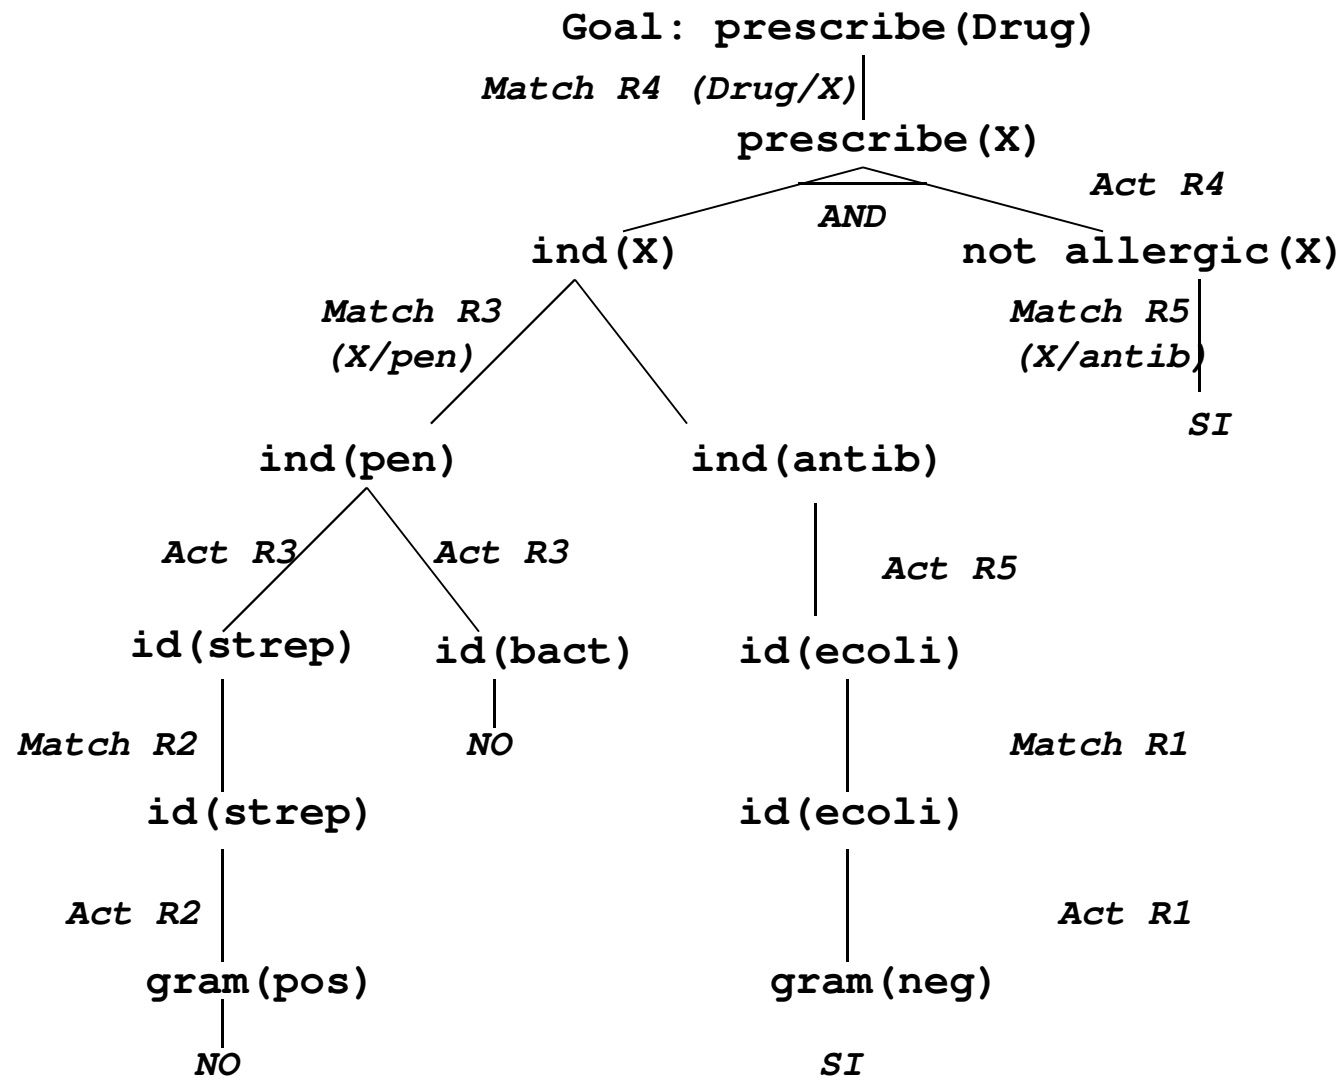 Goal: prescribe(Drug)
Match R4 (Drug/X)
prescribe(X)
Act R4
AND
ind(X)
not allergic(X)
Match R3
(X/pen)
Match R5
(X/antib)
SI
ind(pen)
ind(antib)
Act R3
Act R3
Act R5
id(strep)
id(bact)
id(ecoli)
Match R2
NO
Match R1
id(strep)
id(ecoli)
Act R2
Act R1
gram(pos)
gram(neg)
NO
SI